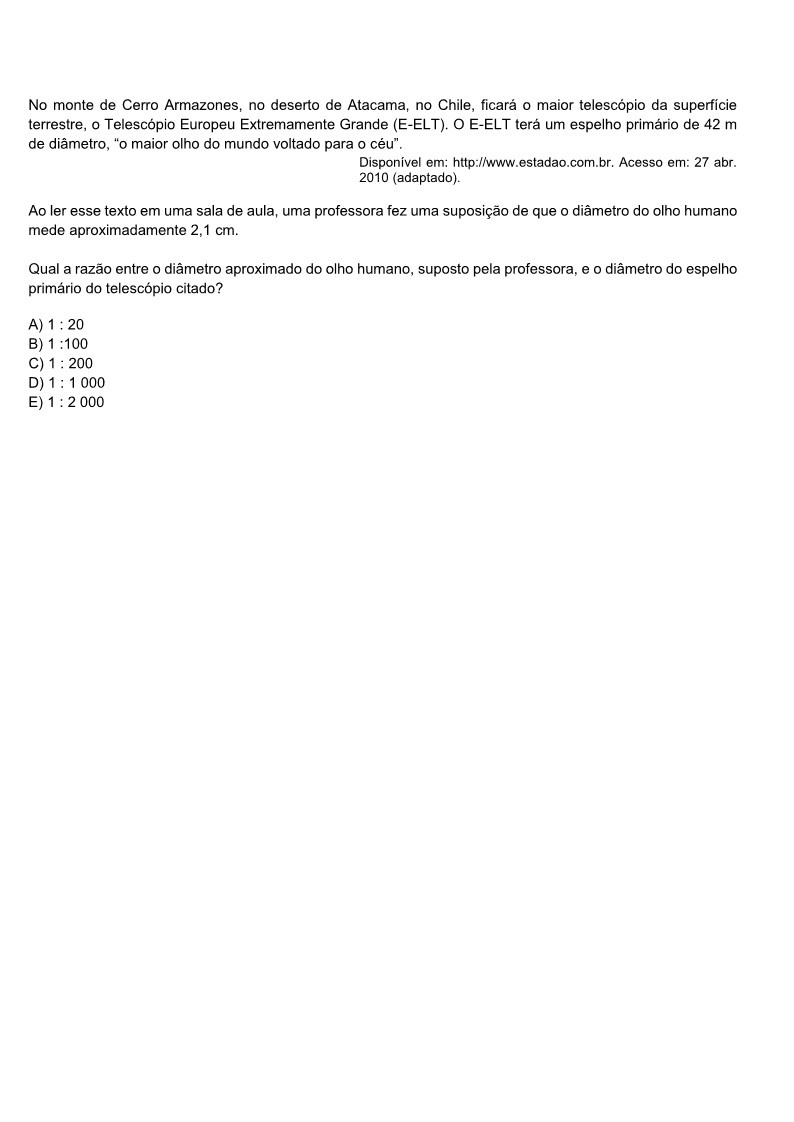 No monte de Cerro Armazones, no deserto de Atacama, no Chile, ficará o maior telescópio da superfície
terrestre, o Telescópio Europeu Extremamente Grande (E-ELT). O E-ELT terá um espelho primário de 42 m
de diâmetro, “o maior olho do mundo voltado para o céu”.
Disponível em: http://www.estadao.com.br. Acesso em: 27 abr.
2010 (adaptado).
Ao ler esse texto em uma sala de aula, uma professora fez uma suposição de que o diâmetro do olho humano
mede aproximadamente 2,1 cm.
Qual a razão entre o diâmetro aproximado do olho humano, suposto pela professora, e o diâmetro do espelho
primário do telescópio citado?
A) 1 : 20
B) 1 :100
C) 1 : 200
D) 1 : 1 000
E) 1 : 2 000